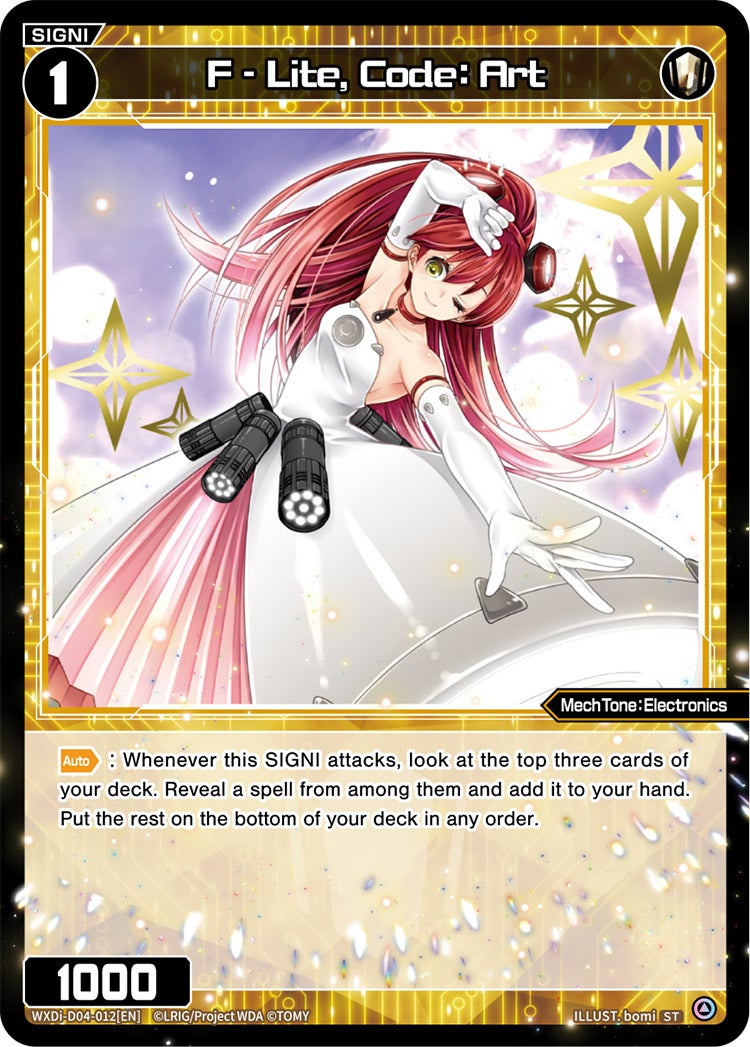 SIGNI
1
F - Lite, Code: Art
MechTone:Electronics
Auto : Whenever this SIGNI attacks, look at the top three cards of
your deck. Reveal a spell from among them and add it to your hand.
Put the rest on the bottom of your deck in any order.
1000
WXDi-D04-012[EN] ©LRIG/Project WDA ©TOMY
ILLUST. bomi ST